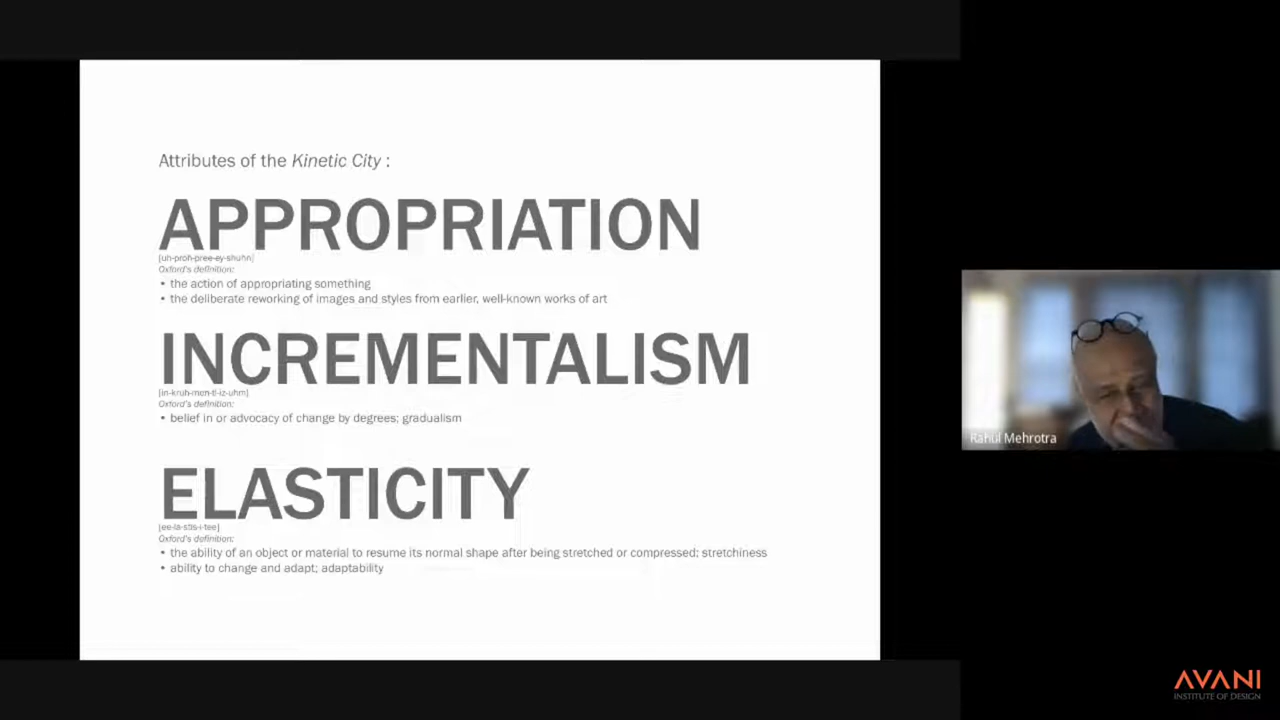 Attributes of the Kinetic City :
APPROPRIATION
[uh-proh-pree-ey-shuhn]
Oxford's definition:
• the action of appropriating something
• the deliberate reworking of images and styles from earlier, well-known works of art
INCREMENTALISM
[in-kruh-men-tl-iz-uhm]
Oxford's definition:
• belief in or advocacy of change by degrees; gradualism
ELASTICITY
[ee-la-stis-i-tee]
Oxford's definition:
• the ability of an object or material to resume its normal shape after being stretched or compressed; stretchiness
• ability to change and adapt; adaptability
Rahul Mehrotra
AVANI
INSTITUTE OF DESIGN